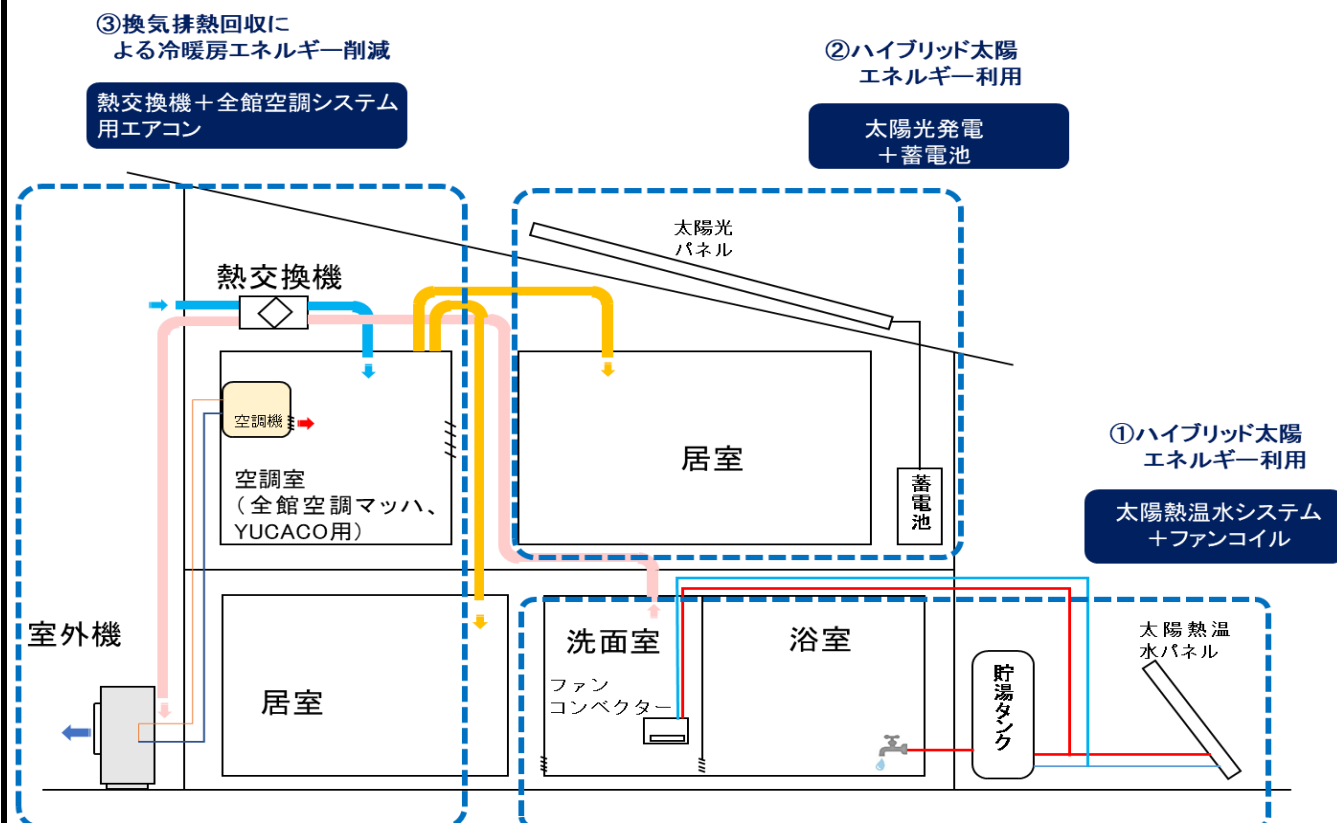 ③換気排熱回収に
よる冷暖房エネルギー削減
熱交換機＋全館空調システム
用エアコン
②ハイブリッド太陽
エネルギー利用
太陽光発電
＋蓄電池
太陽光
パネル
熱交換機
空調機
空調室
（全館空調マッハ、
YUCACO用）
居室
蓄電池
①ハイブリッド太陽
エネルギー利用
太陽熱温水システム
＋ファンコイル
室外機
居室
洗面室
ファン
コンベクター
浴室
貯湯タンク
太陽熱温
水パネル